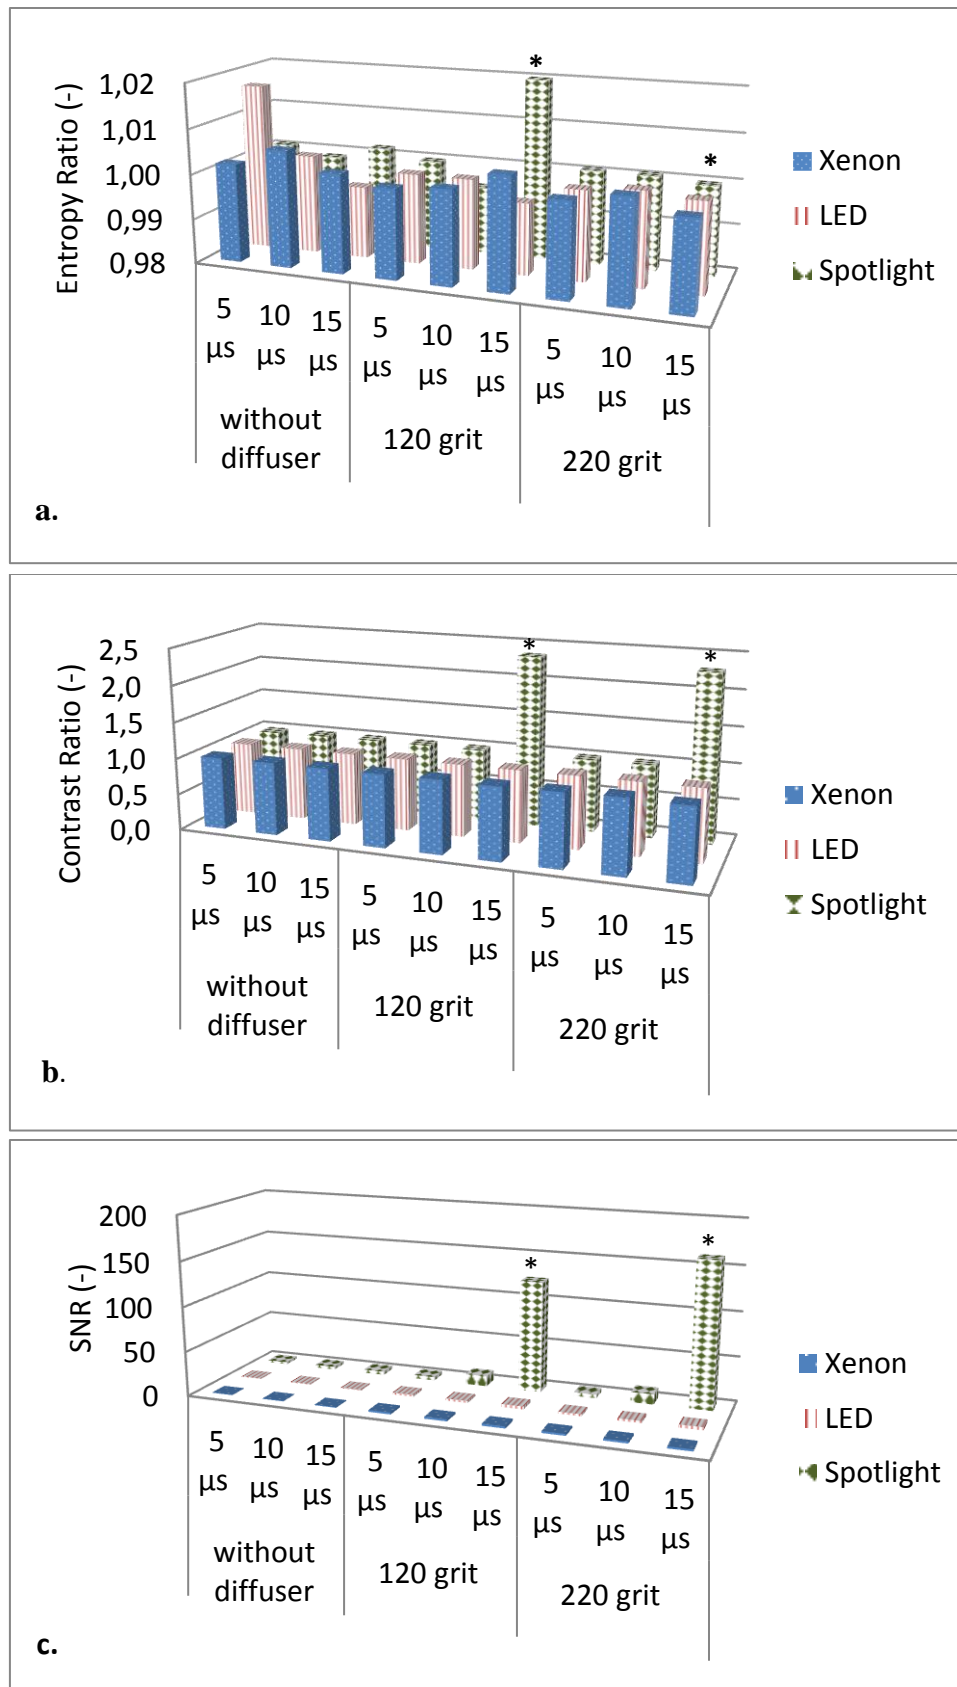 Entropy Ratio (-)
1,02
1,01
1,00
0,99
0,98
*
*
5 µs
10 µs
15 µs
5 µs
10 µs
15 µs
5 µs
10 µs
15 µs
without diffuser
120 grit
220 grit
Xenon
LED
Spotlight
a.
Contrast Ratio (-)
2,5
2,0
1,5
1,0
0,5
0,0
*
*
5 µs
10 µs
15 µs
5 µs
10 µs
15 µs
5 µs
10 µs
15 µs
without diffuser
120 grit
220 grit
Xenon
LED
Spotlight
b.
SNR (-)
200
150
100
50
0
*
*
5 µs
10 µs
15 µs
5 µs
10 µs
15 µs
5 µs
10 µs
15 µs
without diffuser
120 grit
220 grit
Xenon
LED
Spotlight
c.